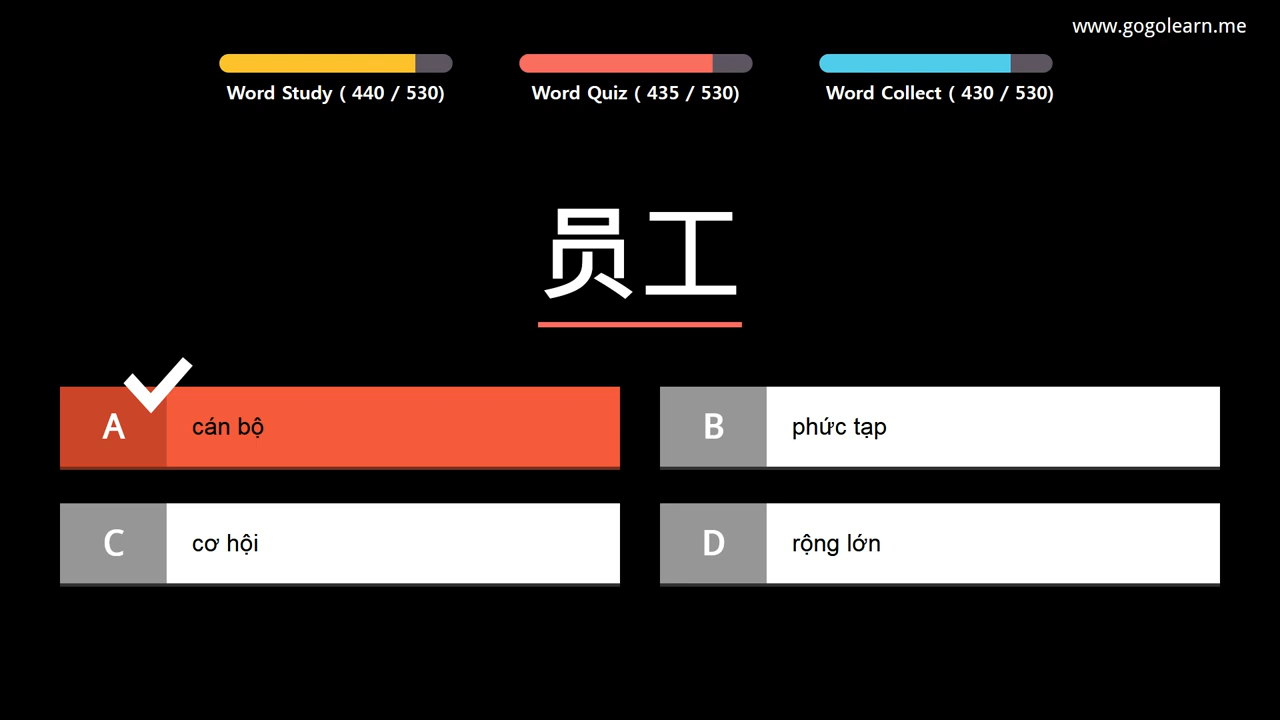 www.gogolearn.me
Word Study ( 440 / 530)
Word Quiz ( 435 / 530)
Word Collect ( 430 / 530)
员工
A cán bộ
B phức tạp
C cơ hội
D rộng lớn